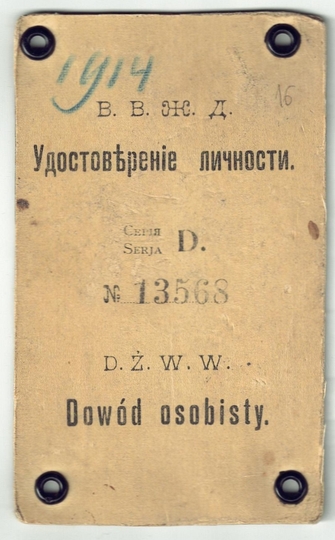 1914
16
В. В. Ж. Д.
Удостовѣреніе личности.
Серія
Serja D.
№ 13568
D. Ż. W. W.
Dowód osobisty.